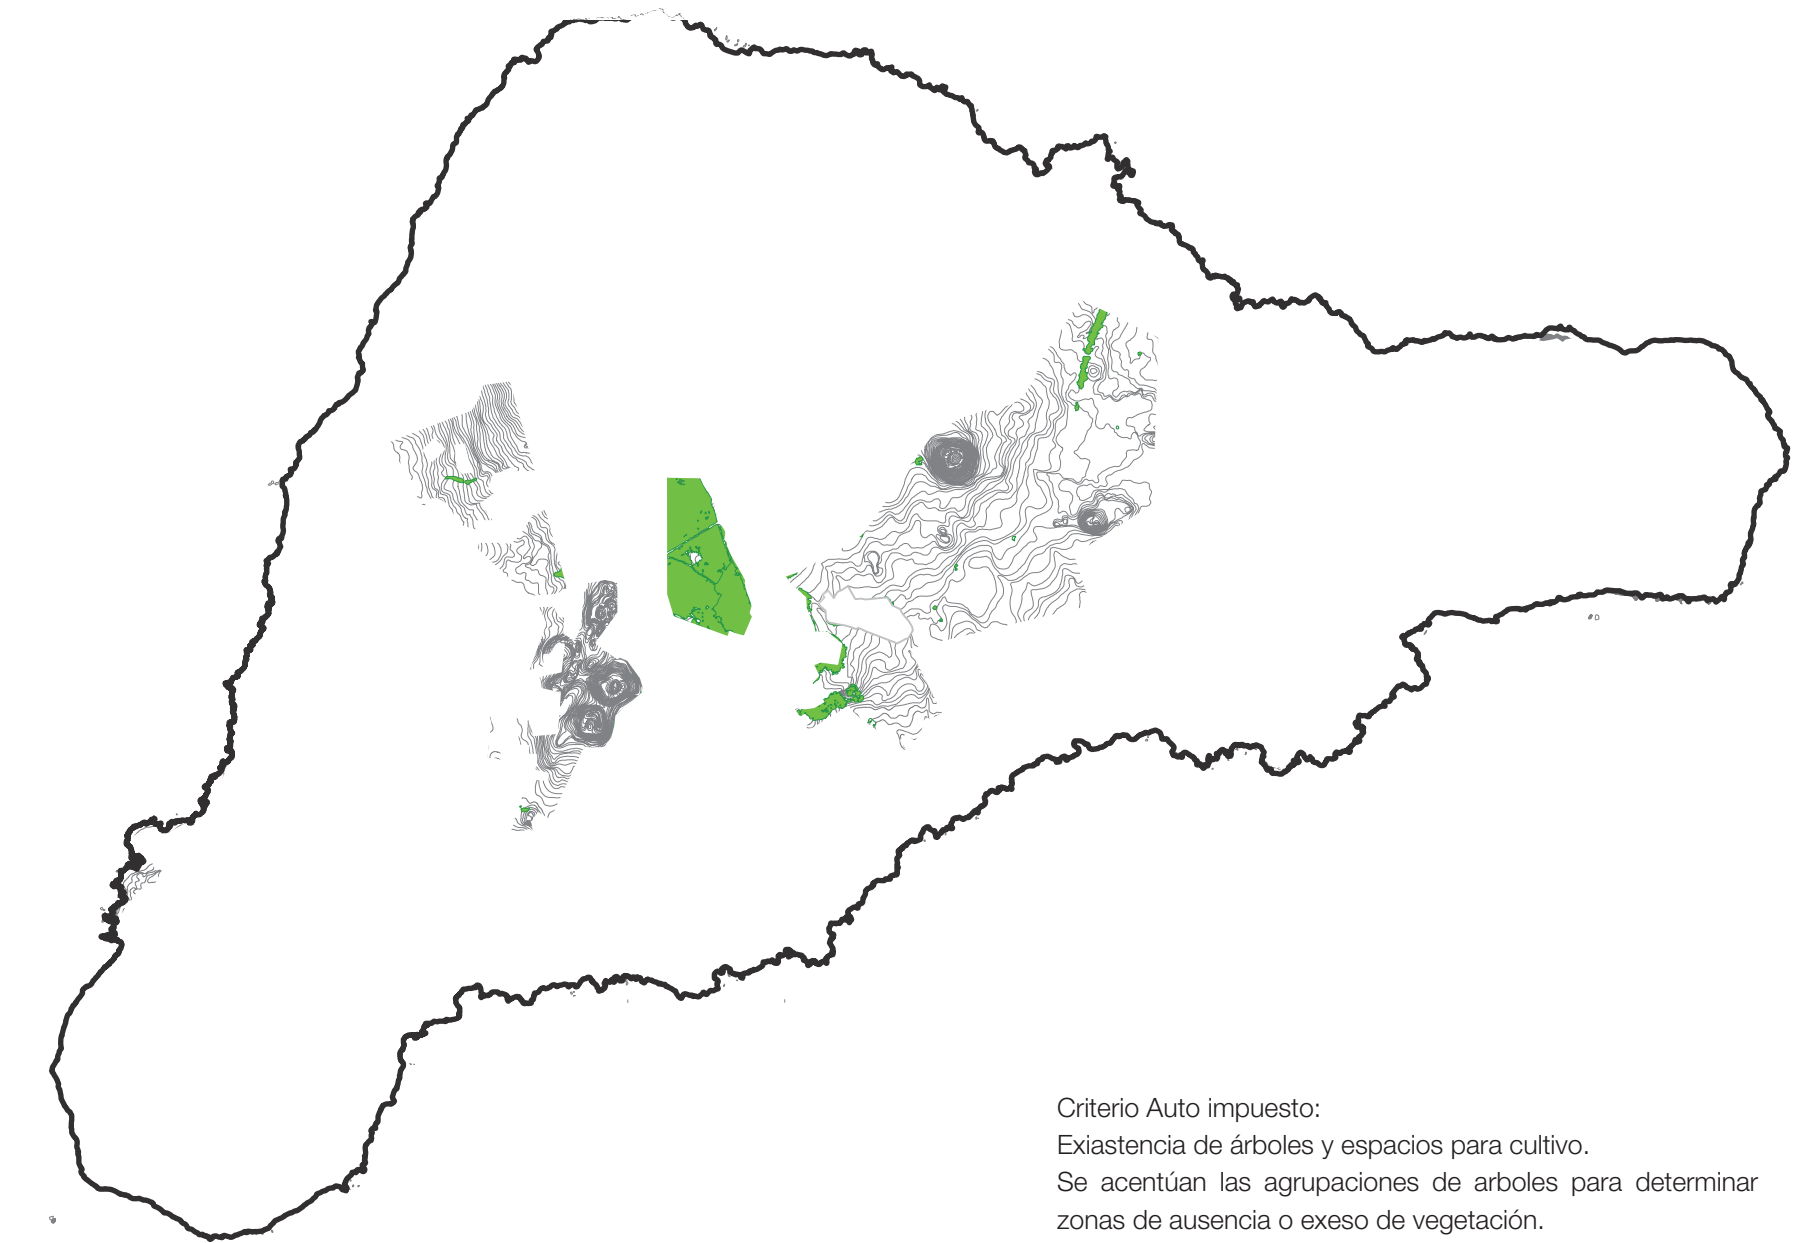 Criterio Auto impuesto:
Exiastencia de árboles y espacios para cultivo.
Se acentúan las agrupaciones de arboles para determinar
zonas de ausencia o exeso de vegetación.